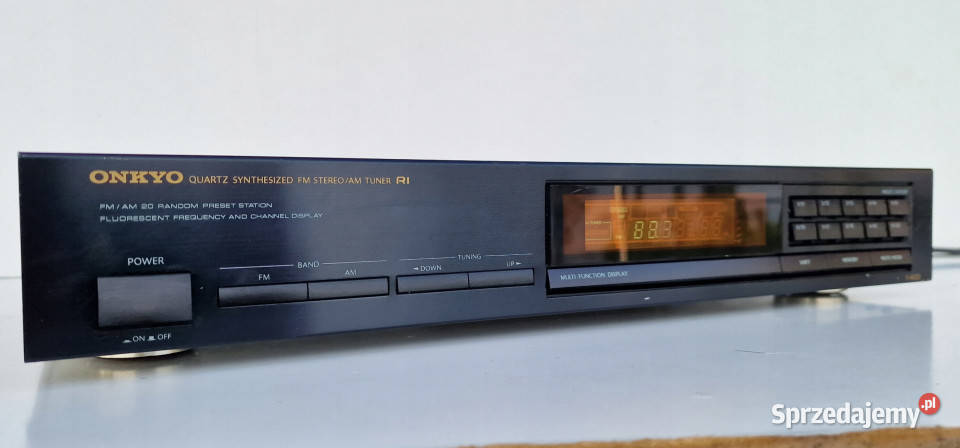 ONKYO QUARTZ SYNTHESIZED FM STEREO/AM TUNER RI
FM/AM 20 RANDOM PRESET STATION
FLUORESCENT FREQUENCY AND CHANNEL DISPLAY
POWER
BAND
TUNING
FM
AM
DOWN
UP
ON OFF
MULTI FUNCTION DISPLAY
MEMORY
Sprzedajemy.pl